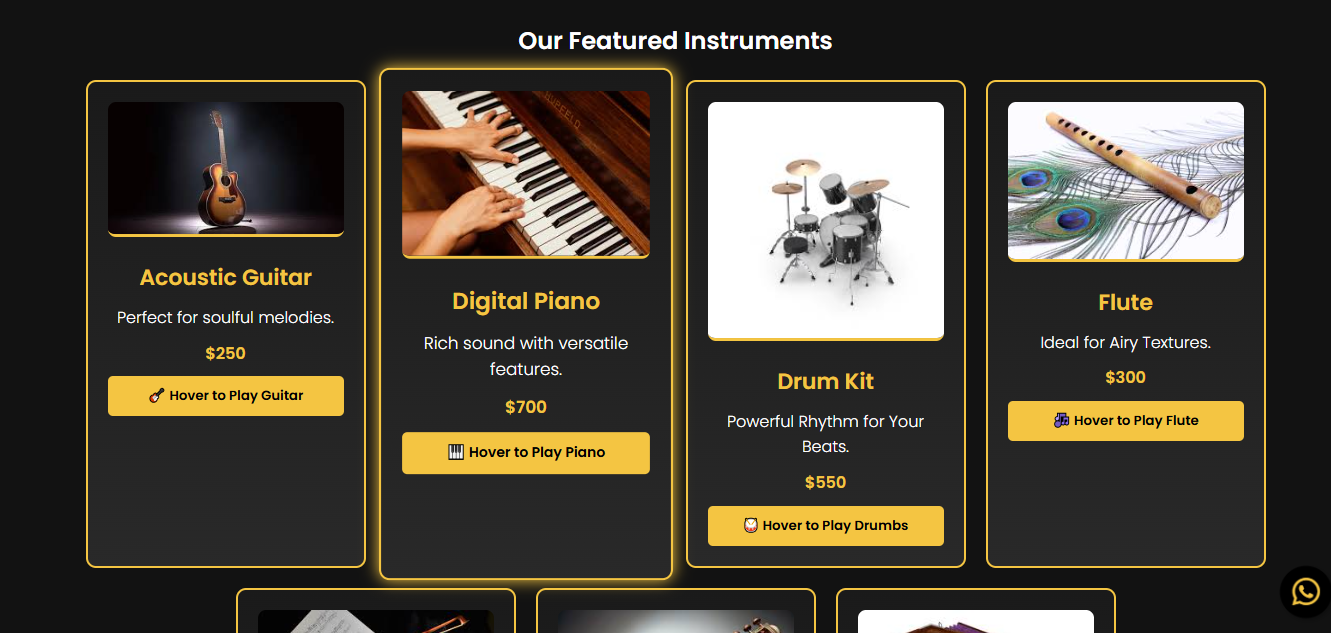 Our Featured Instruments
Acoustic Guitar
Perfect for soulful melodies.
$250
Hover to Play Guitar
Digital Piano
Rich sound with versatile
features.
$700
Hover to Play Piano
Drum Kit
Powerful Rhythm for Your
Beats.
$550
Hover to Play Drumbs
Flute
Ideal for Airy Textures.
$300
Hover to Play Flute